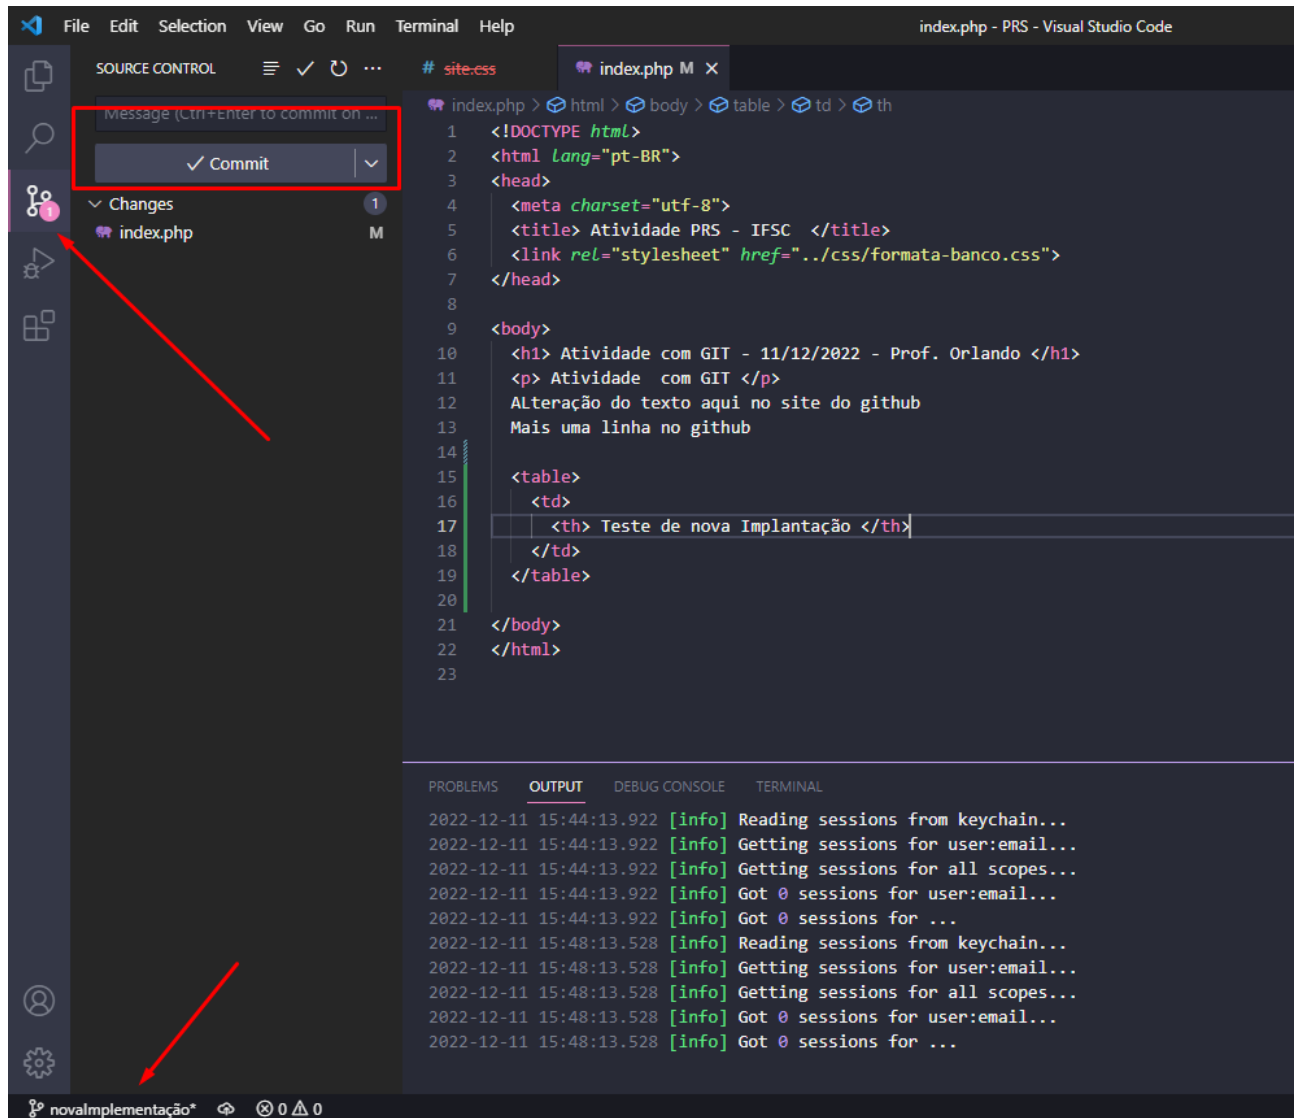 File Edit Selection View Go Run Terminal Help index.php - PRS - Visual Studio Code
SOURCE CONTROL
Message (Ctrl+Enter to commit on ...
Commit
Changes 1
index.php M
1
# site.css
index.php M
index.php > html > body > table > td > th
1 <!DOCTYPE html>
2 <html lang="pt-BR">
3 <head>
4 <meta charset="utf-8">
5 <title> Atividade PRS - IFSC </title>
6 <link rel="stylesheet" href="../css/formata-banco.css">
7 </head>
8
9 <body>
10 <h1> Atividade com GIT - 11/12/2022 - Prof. Orlando </h1>
11 <p> Atividade  com GIT </p>
12 ALteração do texto aqui no site do github
13 Mais uma linha no github
14
15 <table>
16 <td>
17 <th> Teste de nova Implantação </th>
18 </td>
19 </table>
20
21 </body>
22 </html>
23
PROBLEMS OUTPUT DEBUG CONSOLE TERMINAL
2022-12-11 15:44:13.922 [info] Reading sessions from keychain...
2022-12-11 15:44:13.922 [info] Getting sessions for user:email...
2022-12-11 15:44:13.922 [info] Getting sessions for all scopes...
2022-12-11 15:44:13.922 [info] Got 0 sessions for user:email...
2022-12-11 15:44:13.922 [info] Got 0 sessions for ...
2022-12-11 15:48:13.528 [info] Reading sessions from keychain...
2022-12-11 15:48:13.528 [info] Getting sessions for user:email...
2022-12-11 15:48:13.528 [info] Getting sessions for all scopes...
2022-12-11 15:48:13.528 [info] Got 0 sessions for user:email...
2022-12-11 15:48:13.528 [info] Got 0 sessions for ...
novaImplementação* 0 0